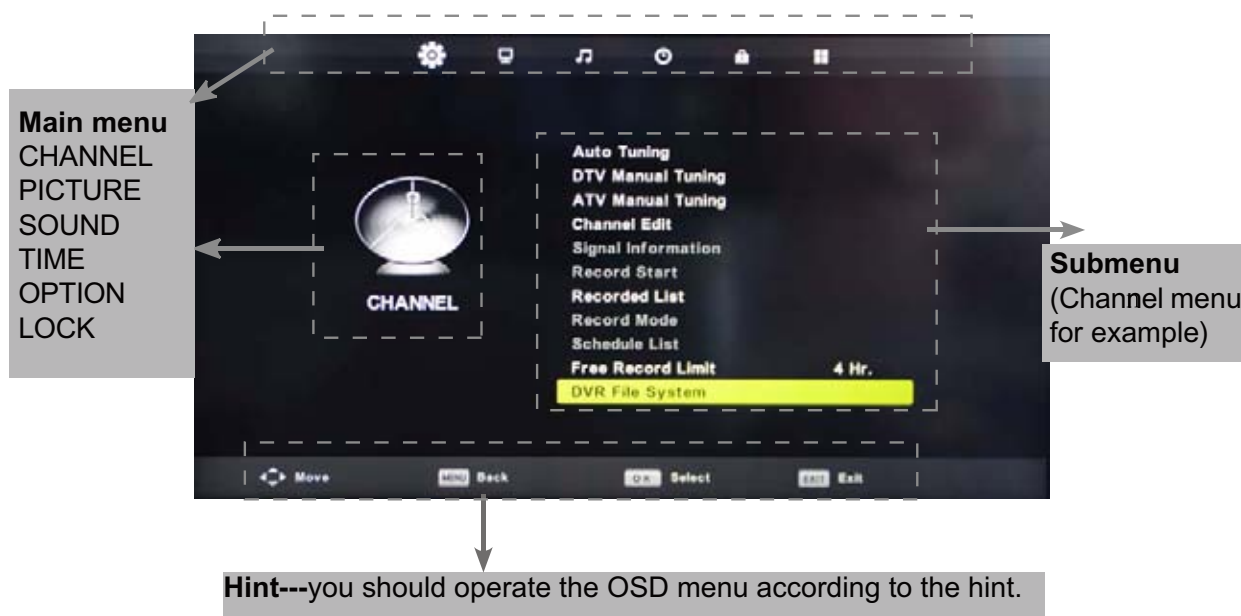 Main menu
CHANNEL
PICTURE
SOUND
TIME
OPTION
LOCK
CHANNEL
Auto Tuning
DTV Manual Tuning
ATV Manual Tuning
Channel Edit
Signal Information
Record Start
Recorded List
Record Mode
Schedule List
Free Record Limit 4 Hr.
DVR File System
Submenu
(Channel menu
for example)
Move MENU Back OK Select EXIT Exit
Hint---you should operate the OSD menu according to the hint.